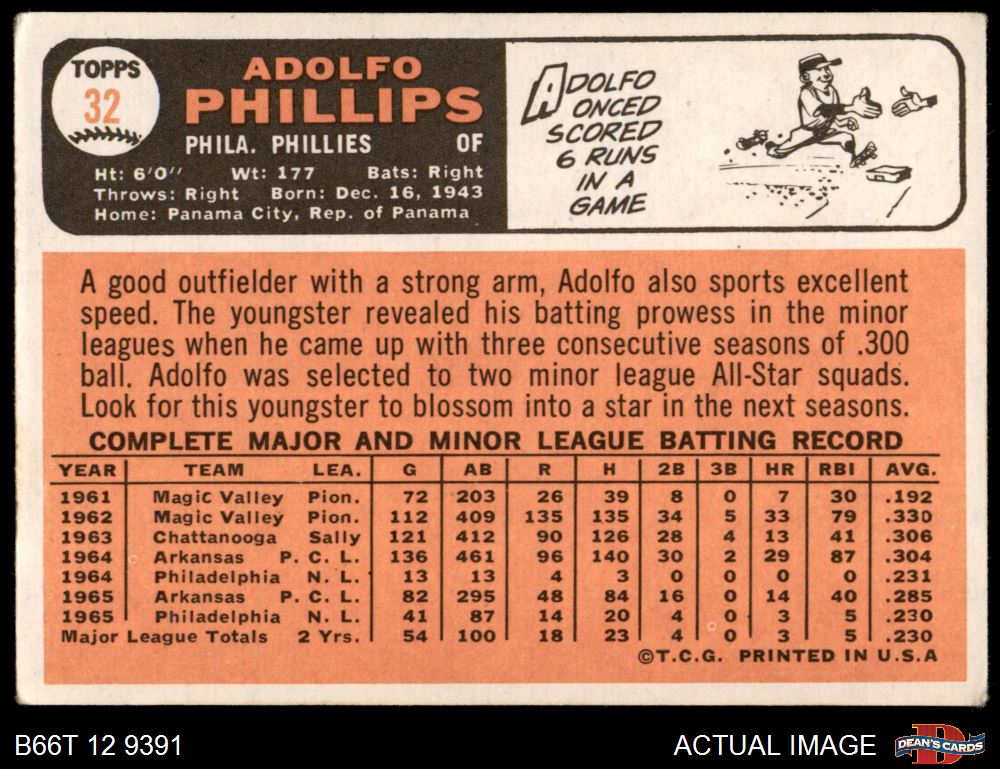 TOPPS
32
ADOLFO
PHILLIPS
PHILA. PHILLIES OF
Ht: 6'0" Wt: 177 Bats: Right
Throws: Right Born: Dec. 16, 1943
Home: Panama City, Rep. of Panama
ADOLFO
ONCED
SCORED
6 RUNS
IN A
GAME
A good outfielder with a strong arm, Adolfo also sports excellent
speed. The youngster revealed his batting prowess in the minor
leagues when he came up with three consecutive seasons of .300
ball. Adolfo was selected to two minor league All-Star squads.
Look for this youngster to blossom into a star in the next seasons.
COMPLETE MAJOR AND MINOR LEAGUE BATTING RECORD
YEAR TEAM LEA. G AB R H 2B 3B HR RBI AVG.
1961 Magic Valley Pion. 72 203 26 39 8 0 7 30 .192
1962 Magic Valley Pion. 112 409 135 135 34 5 33 79 .330
1963 Chattanooga Sally 121 412 90 126 28 4 13 41 .306
1964 Arkansas P. C. L. 136 461 96 140 30 2 29 87 .304
1964 Philadelphia N. L. 13 13 4 3 0 0 0 0 .231
1965 Arkansas P. C. L. 82 295 48 84 16 0 14 40 .285
1965 Philadelphia N. L. 41 87 14 20 4 0 3 5 .230
Major League Totals 2 Yrs. 54 100 18 23 4 0 3 5 .230
©T.C.G. PRINTED IN U.S.A
B66T 12 9391
ACTUAL IMAGE
DEAN'S CARDS